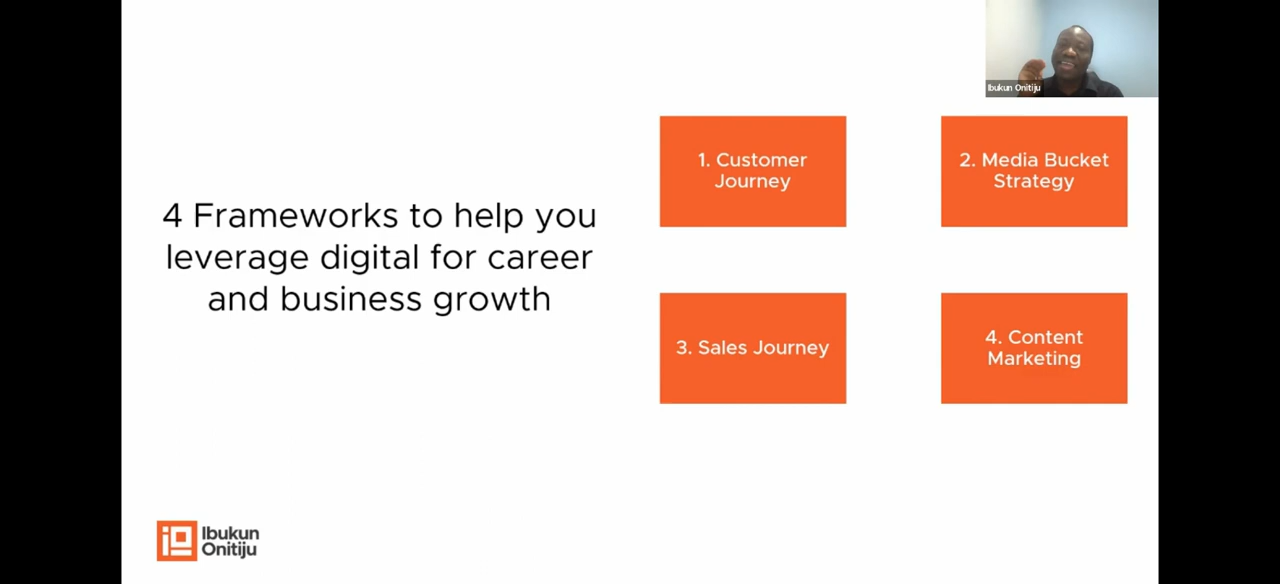 Ibukun Onitiju
4 Frameworks to help you
leverage digital for career
and business growth
1. Customer
Journey
2. Media Bucket
Strategy
3. Sales Journey
4. Content
Marketing
Ibukun
Onitiju